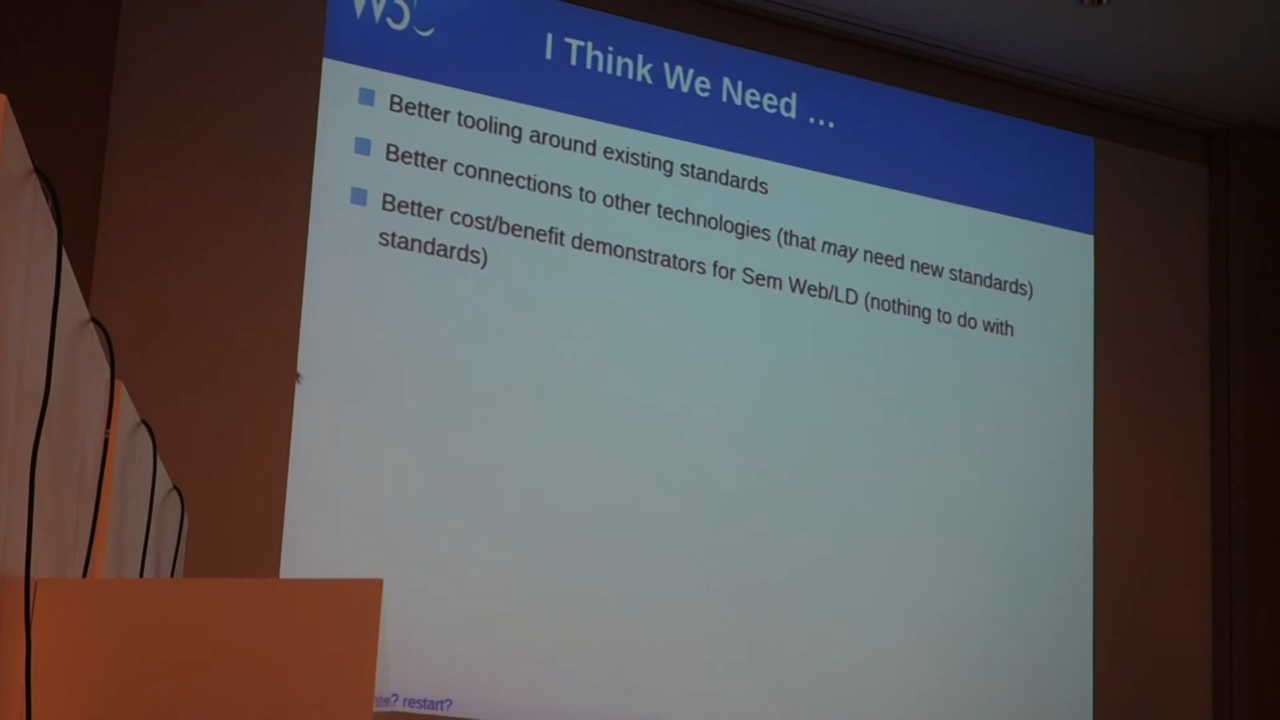 W3C
I Think We Need ...
Better tooling around existing standards
Better connections to other technologies (that may need new standards)
Better cost/benefit demonstrators for Sem Web/LD (nothing to do with
standards)
restart?